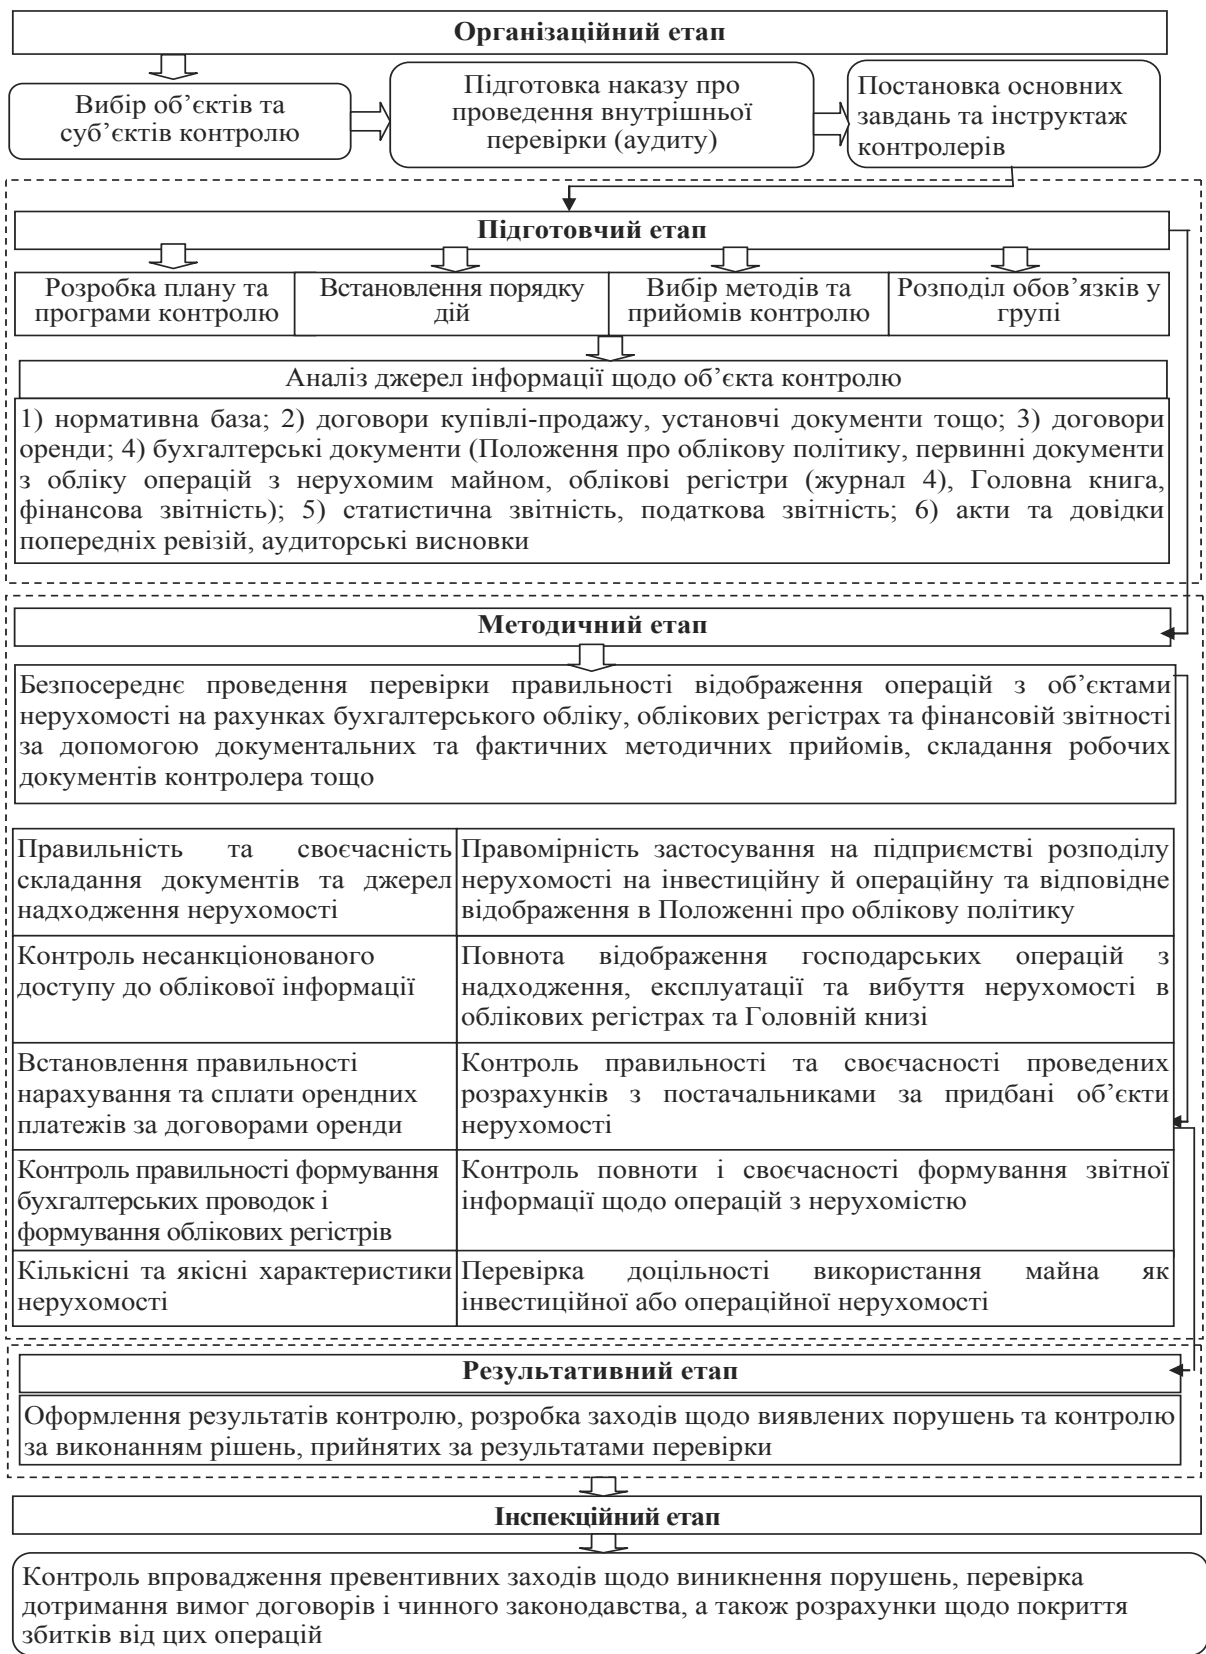 Організаційний етап
Вибір об’єктів та
суб’єктів контролю
Підготовка наказу про
проведення внутрішньої
перевірки (аудиту)
Постановка основних
завдань та інструктаж
контролерів
Підготовчий етап
Розробка плану та
програми контролю
Встановлення порядку
дій
Вибір методів та
прийомів контролю
Розподіл обов’язків у
групі
Аналіз джерел інформації щодо об’єкта контролю
1) нормативна база; 2) договори купівлі-продажу, установчі документи тощо; 3) договори
оренди; 4) бухгалтерські документи (Положення про облікову політику, первинні документи
з обліку операцій з нерухомим майном, облікові регістри (журнал 4), Головна книга,
фінансова звітність); 5) статистична звітність, податкова звітність; 6) акти та довідки
попередніх ревізій, аудиторські висновки
Методичний етап
Безпосереднє проведення перевірки правильності відображення операцій з об’єктами
нерухомості на рахунках бухгалтерського обліку, облікових регістрах та фінансовій звітності
за допомогою документальних та фактичних методичних прийомів, складання робочих
документів контролера тощо
Правильність та своєчасність
складання документів та джерел
надходження нерухомості
Правомірність застосування на підприємстві розподілу
нерухомості на інвестиційну й операційну та відповідне
відображення в Положенні про облікову політику
Контроль несанкціонованого
доступу до облікової інформації
Повнота відображення господарських операцій з
надходження, експлуатації та вибуття нерухомості в
облікових регістрах та Головній книзі
Встановлення правильності
нарахування та сплати орендних
платежів за договорами оренди
Контроль правильності та своєчасності проведених
розрахунків з постачальниками за придбані об’єкти
нерухомості
Контроль правильності формування
бухгалтерських проводок і
формування облікових регістрів
Контроль повноти і своєчасності формування звітної
інформації щодо операцій з нерухомістю
Кількісні та якісні характеристики
нерухомості
Перевірка доцільності використання майна як
інвестиційної або операційної нерухомості
Результативний етап
Оформлення результатів контролю, розробка заходів щодо виявлених порушень та контролю
за виконанням рішень, прийнятих за результатами перевірки
Інспекційний етап
Контроль впровадження превентивних заходів щодо виникнення порушень, перевірка
дотримання вимог договорів і чинного законодавства, а також розрахунки щодо покриття
збитків від цих операцій